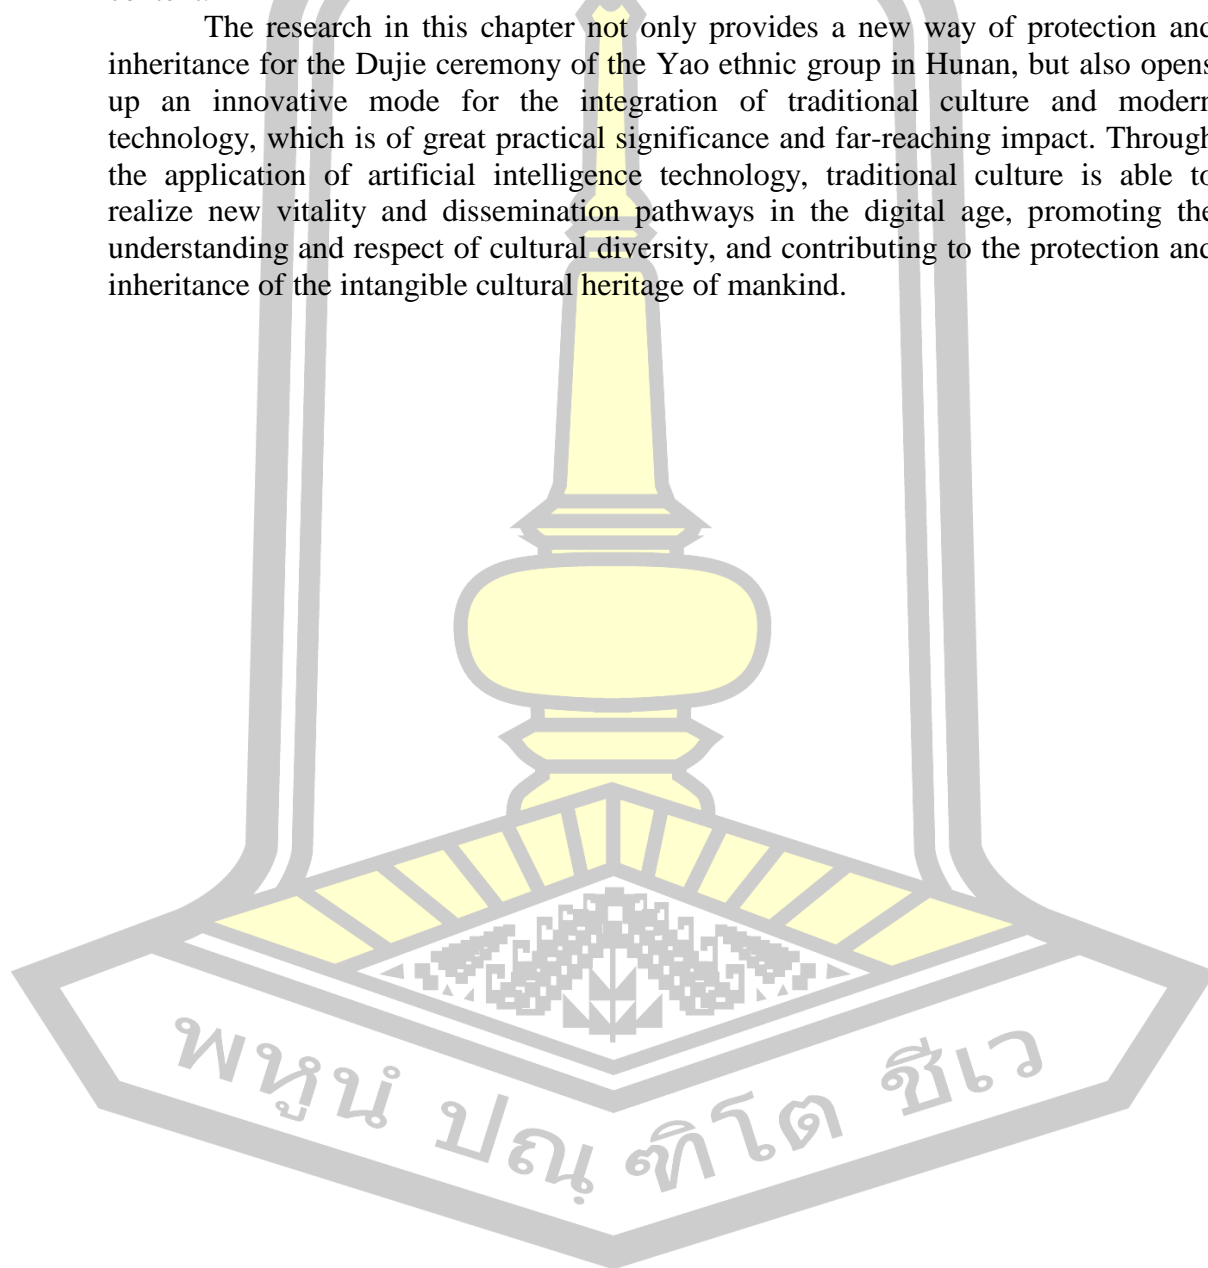 The research in this chapter not only provides a new way of protection and
inheritance for the Dujie ceremony of the Yao ethnic group in Hunan, but also opens
up an innovative mode for the integration of traditional culture and modern
technology, which is of great practical significance and far-reaching impact. Through
the application of artificial intelligence technology, traditional culture is able to
realize new vitality and dissemination pathways in the digital age, promoting the
understanding and respect of cultural diversity, and contributing to the protection and
inheritance of the intangible cultural heritage of mankind.
พหูนํ ปณฺฑิโต ชีเว